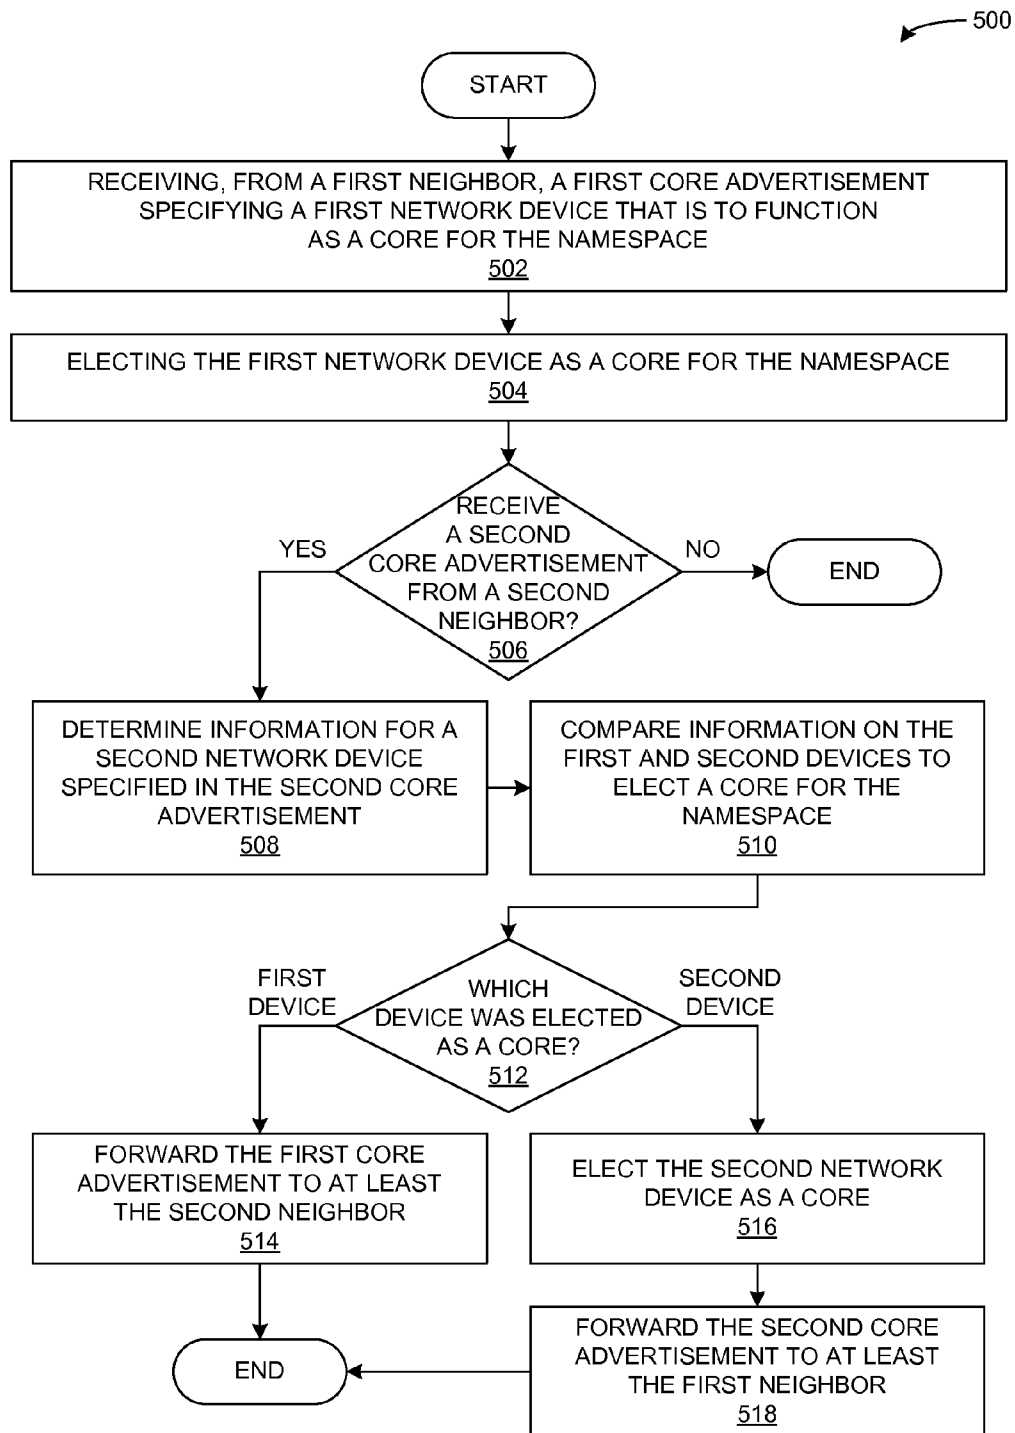 500
START
RECEIVING, FROM A FIRST NEIGHBOR, A FIRST CORE ADVERTISEMENT
SPECIFYING A FIRST NETWORK DEVICE THAT IS TO FUNCTION
AS A CORE FOR THE NAMESPACE
502
ELECTING THE FIRST NETWORK DEVICE AS A CORE FOR THE NAMESPACE
504
RECEIVE
A SECOND
CORE ADVERTISEMENT
FROM A SECOND
NEIGHBOR?
506
YES
NO
END
DETERMINE INFORMATION FOR A
SECOND NETWORK DEVICE
SPECIFIED IN THE SECOND CORE
ADVERTISEMENT
508
COMPARE INFORMATION ON THE
FIRST AND SECOND DEVICES TO
ELECT A CORE FOR THE
NAMESPACE
510
WHICH
DEVICE WAS ELECTED
AS A CORE?
512
FIRST
DEVICE
SECOND
DEVICE
FORWARD THE FIRST CORE
ADVERTISEMENT TO AT LEAST
THE SECOND NEIGHBOR
514
ELECT THE SECOND NETWORK
DEVICE AS A CORE
516
FORWARD THE SECOND CORE
ADVERTISEMENT TO AT LEAST
THE FIRST NEIGHBOR
518
END